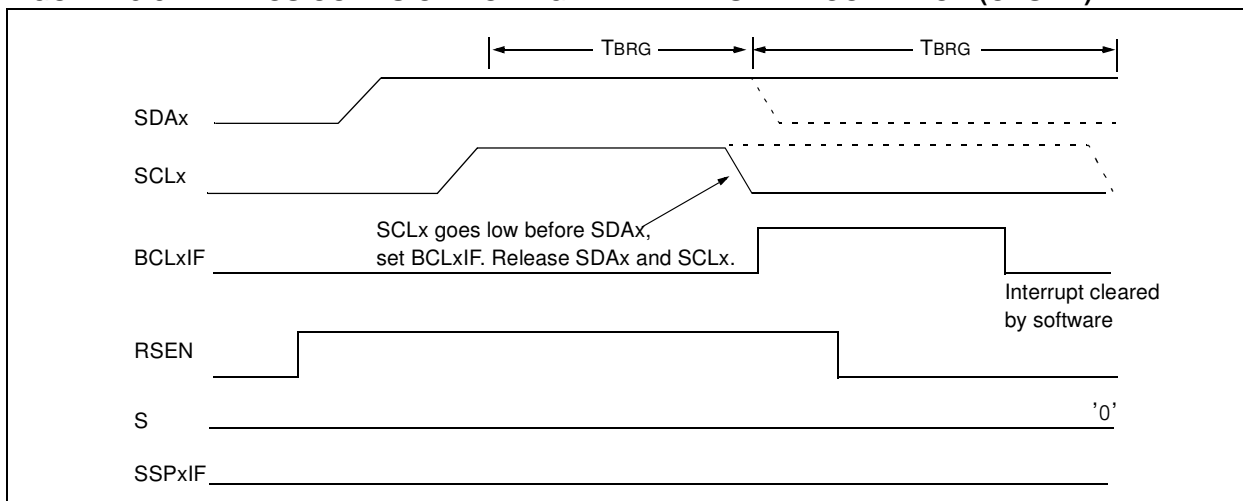 TBRG TBRG
SDAx
SCLx
SCLx goes low before SDAx,
set BCLxIF. Release SDAx and SCLx.
BCLxIF
Interrupt cleared
by software
RSEN
S '0'
SSPxIF